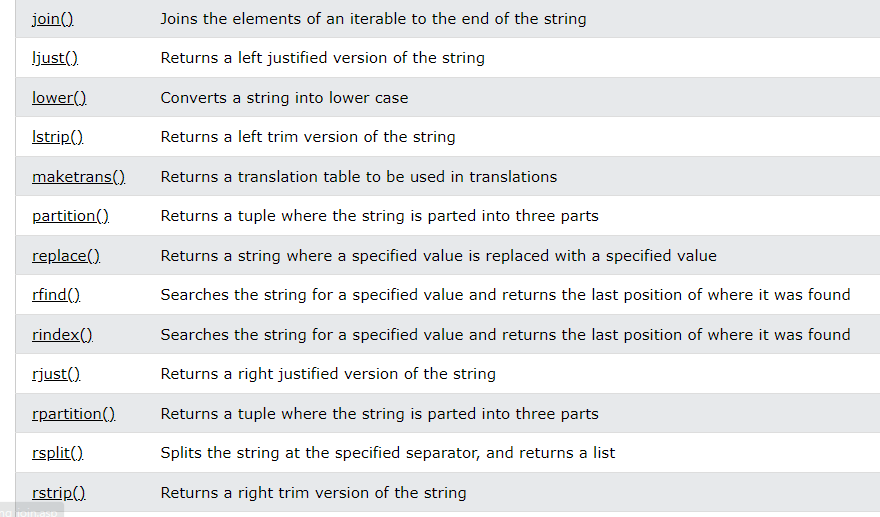 join() Joins the elements of an iterable to the end of the string
ljust() Returns a left justified version of the string
lower() Converts a string into lower case
lstrip() Returns a left trim version of the string
maketrans() Returns a translation table to be used in translations
partition() Returns a tuple where the string is parted into three parts
replace() Returns a string where a specified value is replaced with a specified value
rfind() Searches the string for a specified value and returns the last position of where it was found
rindex() Searches the string for a specified value and returns the last position of where it was found
rjust() Returns a right justified version of the string
rpartition() Returns a tuple where the string is parted into three parts
rsplit() Splits the string at the specified separator, and returns a list
rstrip() Returns a right trim version of the string